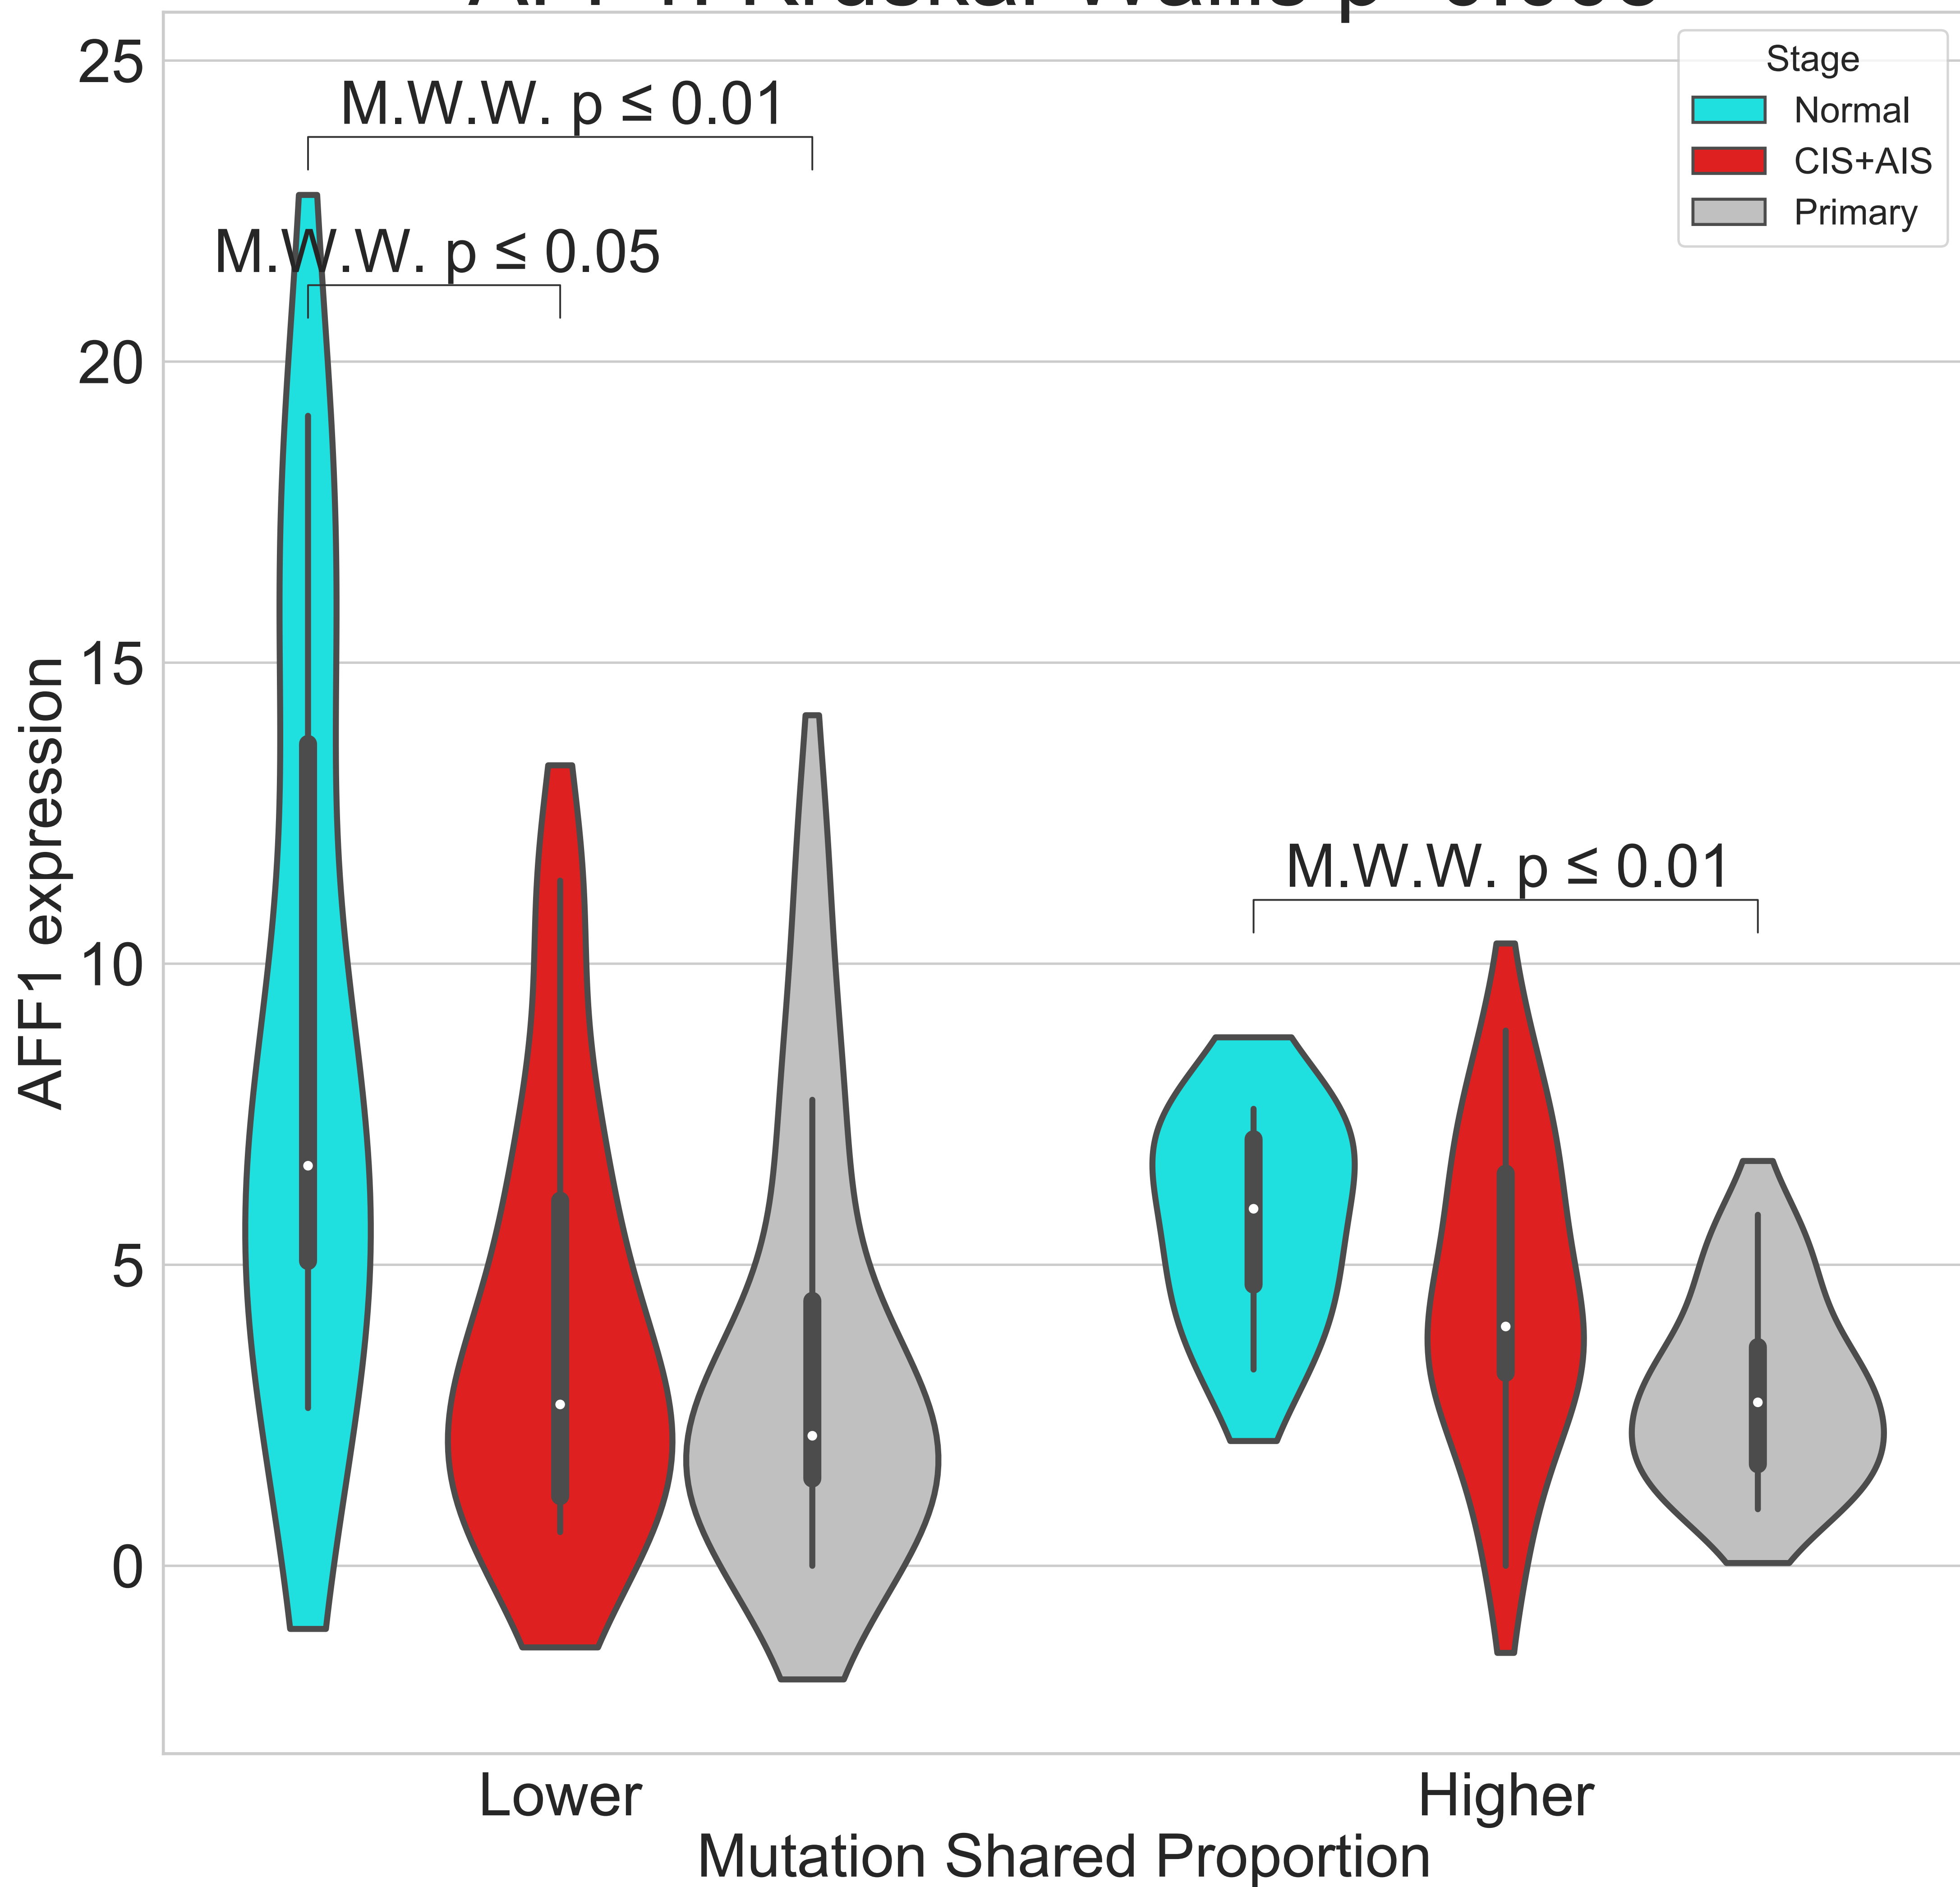 25
M.W.W. p ≤ 0.01
M.W.W. p ≤ 0.05
20
15
10
5
0
AFF1 expression
Stage
Normal
CIS+AIS
Primary
M.W.W. p ≤ 0.01
Lower
Higher
Mutation Shared Proportion